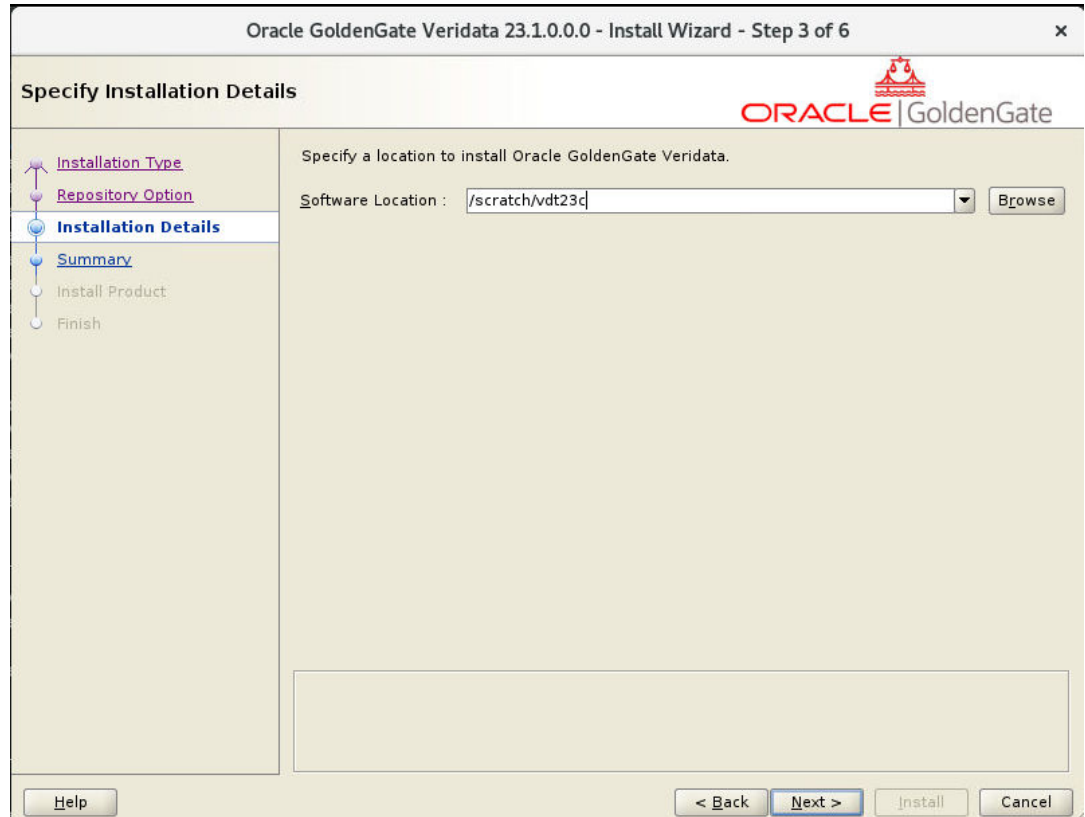 Oracle GoldenGate Veridata 23.1.0.0.0 - Install Wizard - Step 3 of 6
Specify Installation Details
ORACLE | GoldenGate
Installation Type
Repository Option
Installation Details
Summary
Install Product
Finish
Specify a location to install Oracle GoldenGate Veridata.
Software Location : /scratch/vdt23c Browse
Help < Back Next > Install Cancel